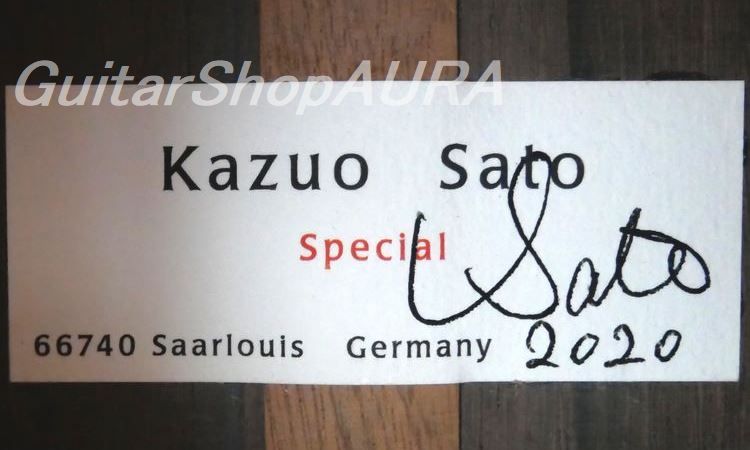 GuitarShopAURA
Kazuo Sato
Special
Sato
66740 Saarlouis Germany 2020